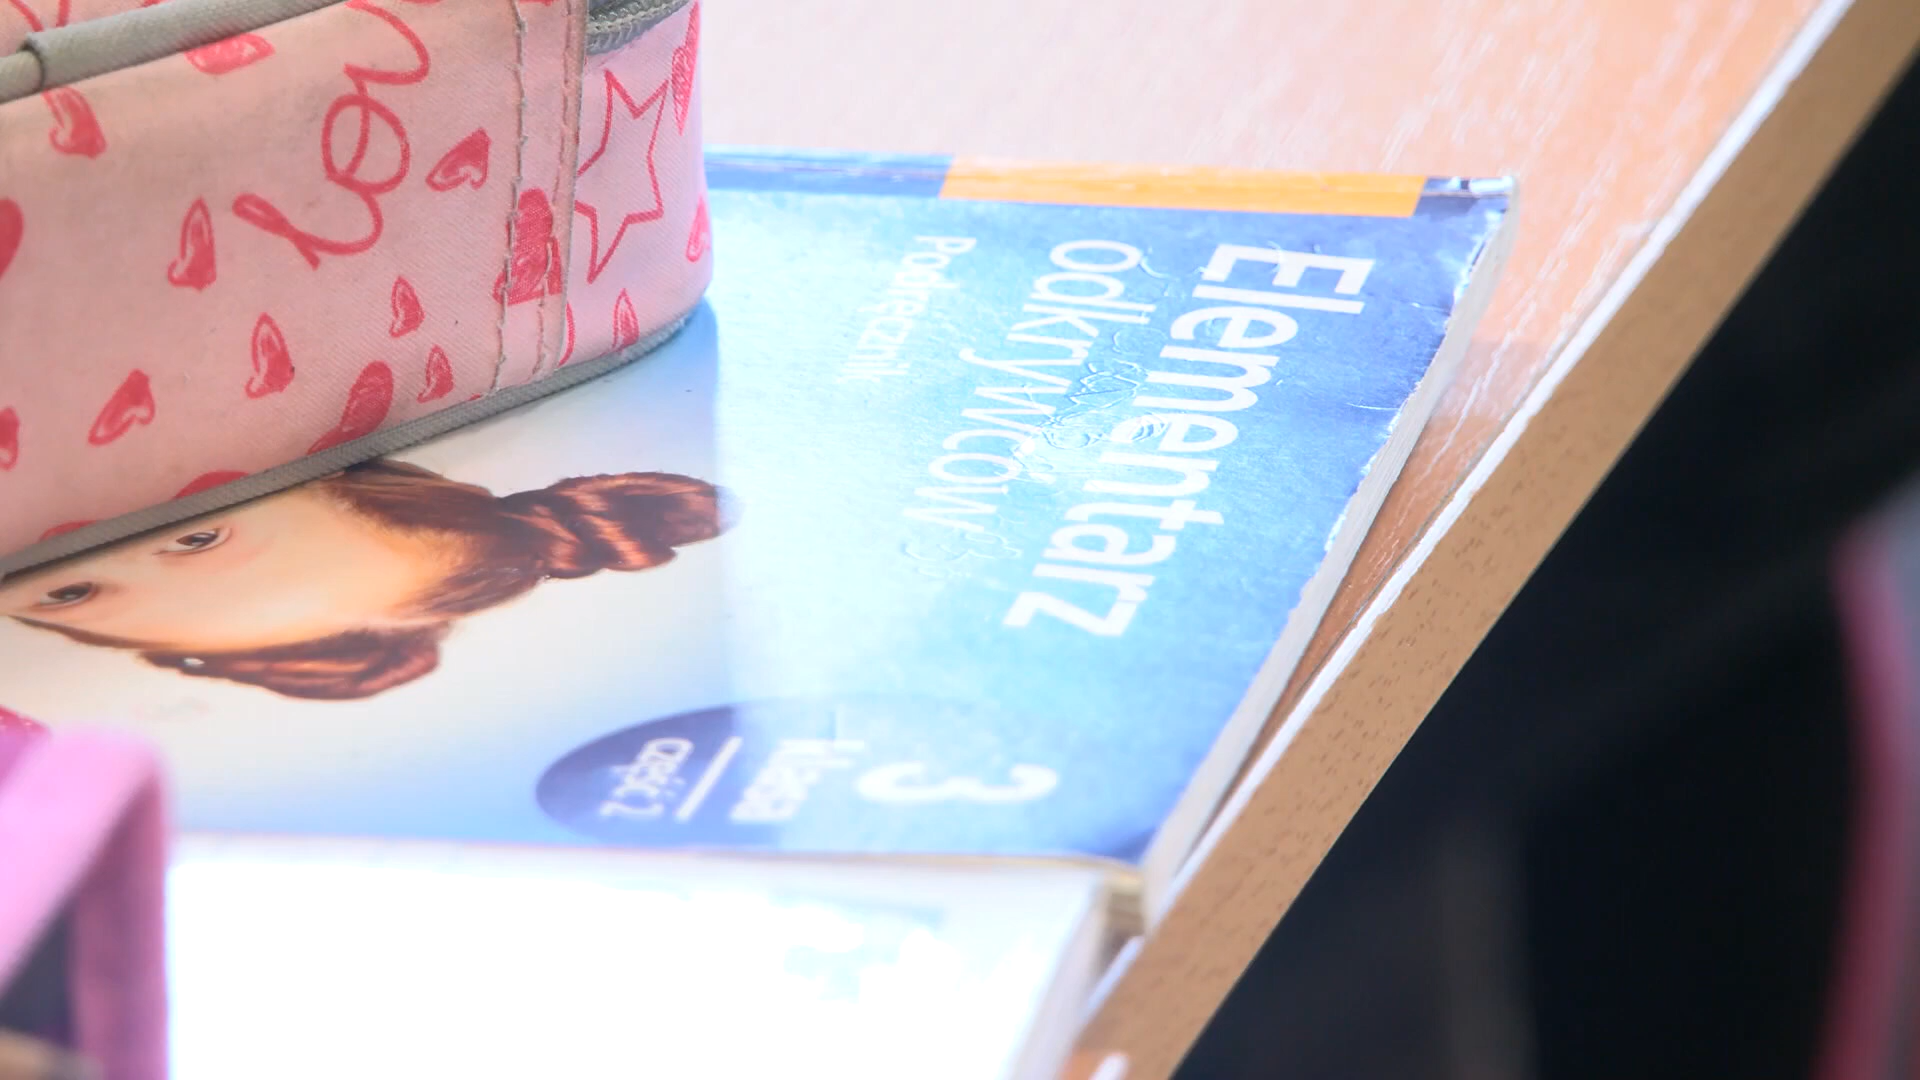 Elementarz
odkrywców
Podręcznik
3
klasa
część 2